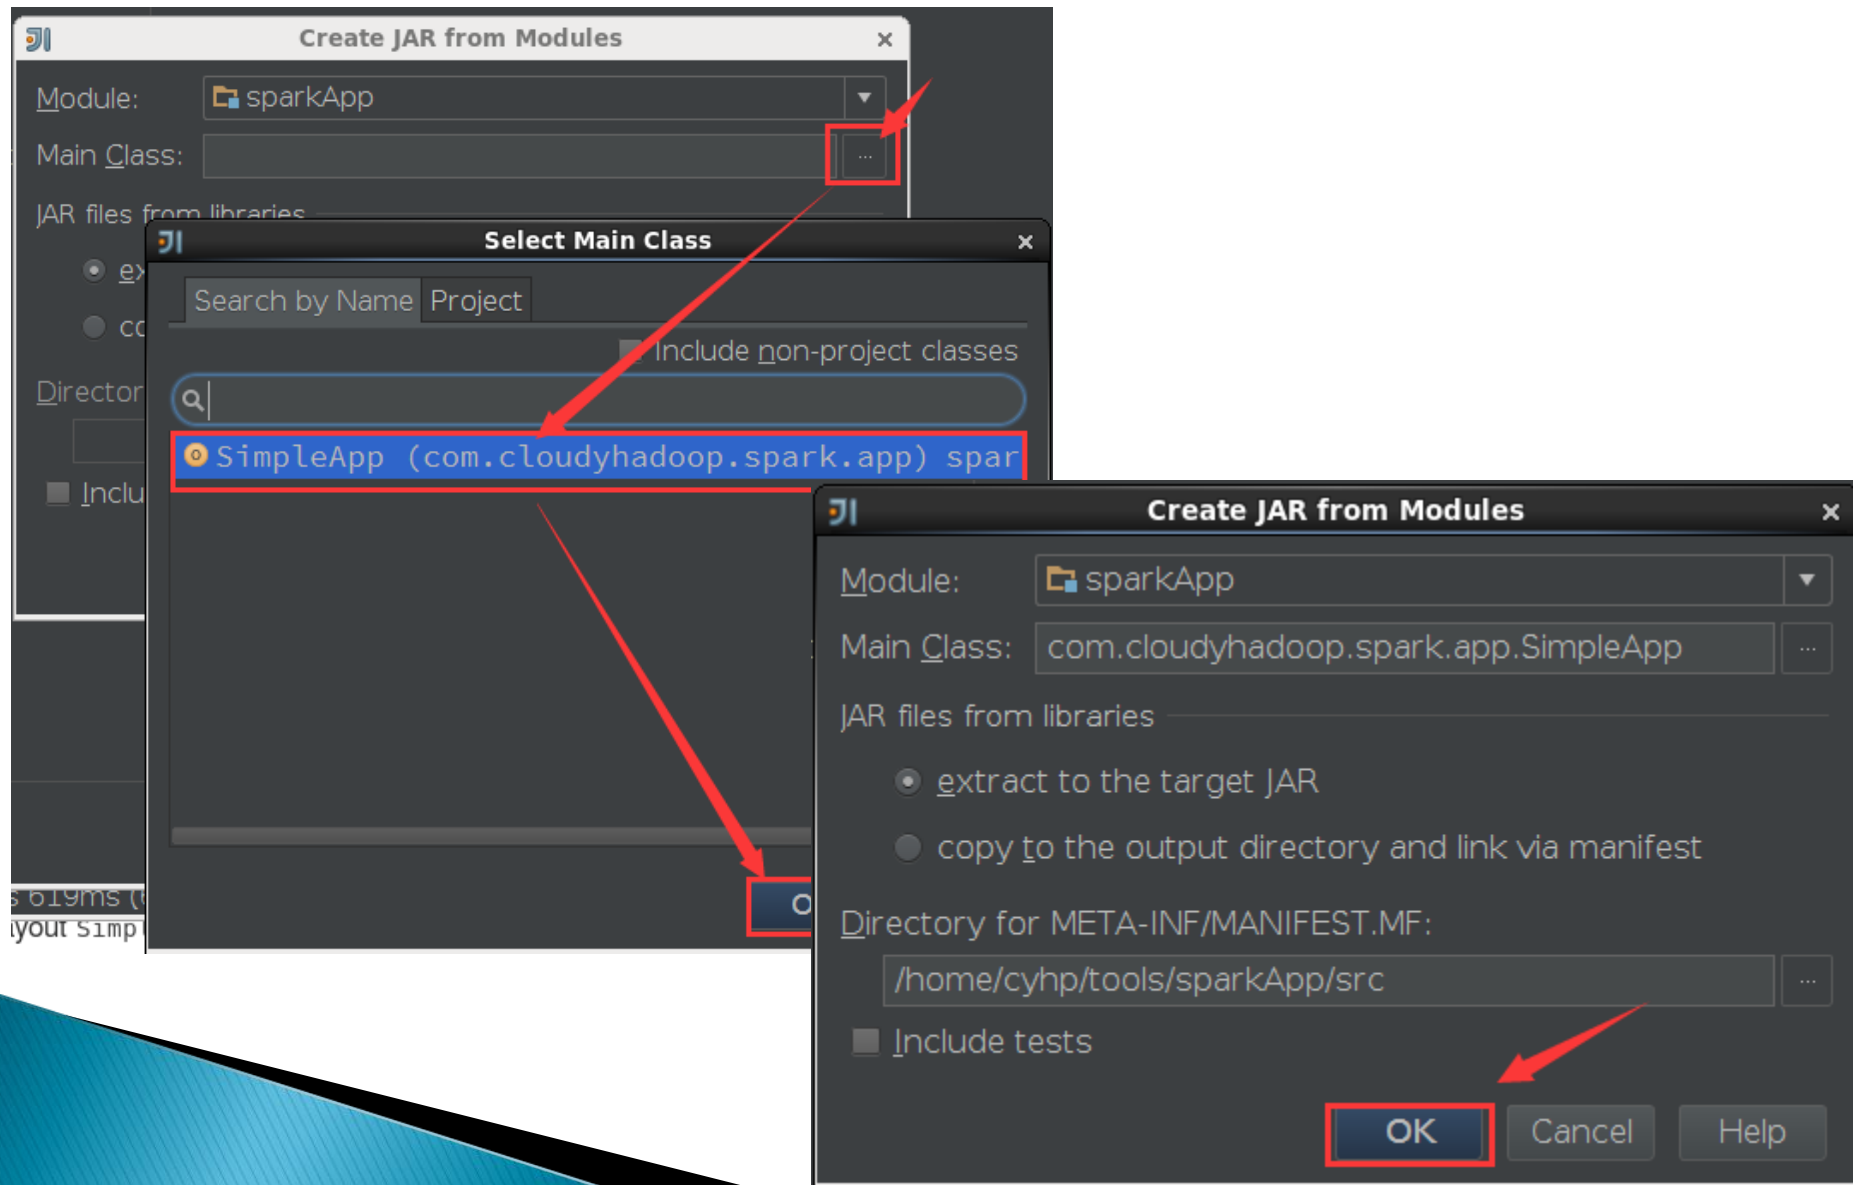 Create JAR from Modules
Module: sparkApp
Main Class: ...
JAR files from libraries
Select Main Class
Search by Name Project
Include non-project classes
SimpleApp (com.cloudyhadoop.spark.app) spar
Directory
Inclu
619ms
Simpl
Create JAR from Modules
Module: sparkApp
Main Class: com.cloudyhadoop.spark.app.SimpleApp ...
JAR files from libraries
extract to the target JAR
copy to the output directory and link via manifest
Directory for META-INF/MANIFEST.MF:
/home/cyhp/tools/sparkApp/src ...
Include tests
OK Cancel Help